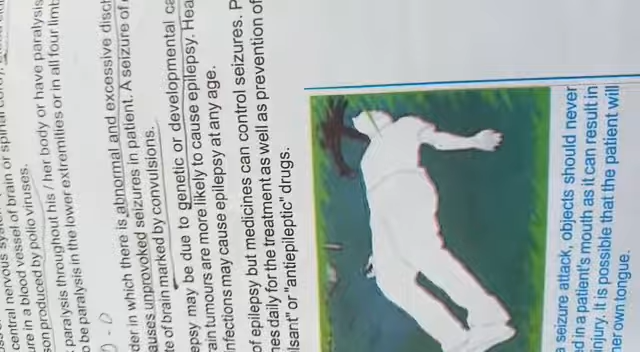 central nervous
ure in a blood vessel of brain or spinal
son produced by polio viruses.
paralysis throughout his / her body or have paralysis
o be paralysis in the lower extremities or in all four limb
der in which there is abnormal and excessive disch
auses unprovoked seizures in patient. A seizure of
te of brain marked by convulsions.
epsy may be due to genetic or developmental ca
rain tumours are more likely to cause epilepsy. Hea
infections may cause epilepsy at any age.
of epilepsy but medicines can control seizures. P
nes daily for the treatment as well as prevention of
lsant" or "antiepileptic" drugs.
seizure attack, objects should never
d in a patient's mouth as it can result in
injury. It is possible that the patient will
her own tongue.